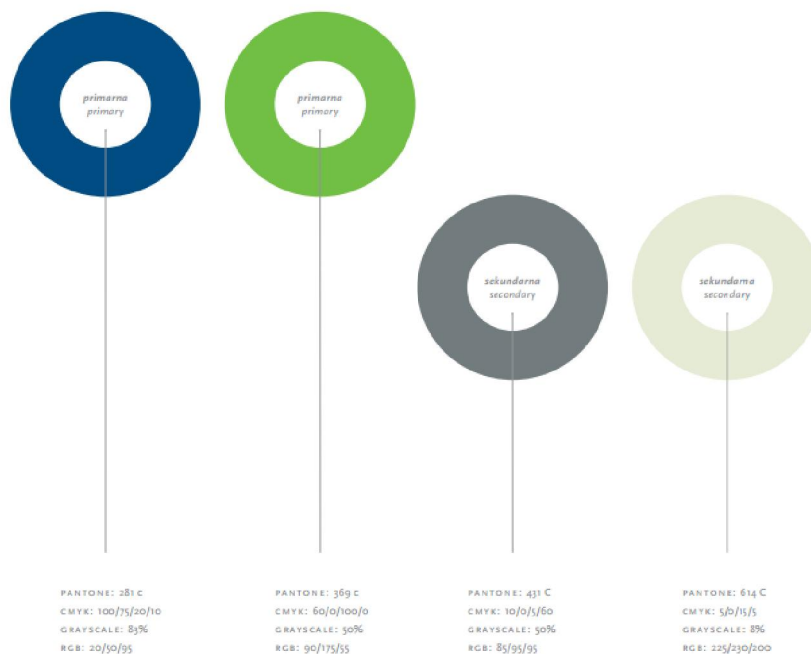 primarna
primary
primarna
primary
sekundarna
secondary
sekundarna
secondary
PANTONE: 281 C
CMYK: 100/75/20/10
GRAYSCALE: 83%
RGB: 20/50/95
PANTONE: 369 C
CMYK: 60/0/100/0
GRAYSCALE: 50%
RGB: 90/175/55
PANTONE: 431 C
CMYK: 10/0/5/60
GRAYSCALE: 50%
RGB: 85/95/95
PANTONE: 614 C
CMYK: 5/0/15/5
GRAYSCALE: 8%
RGB: 225/230/200